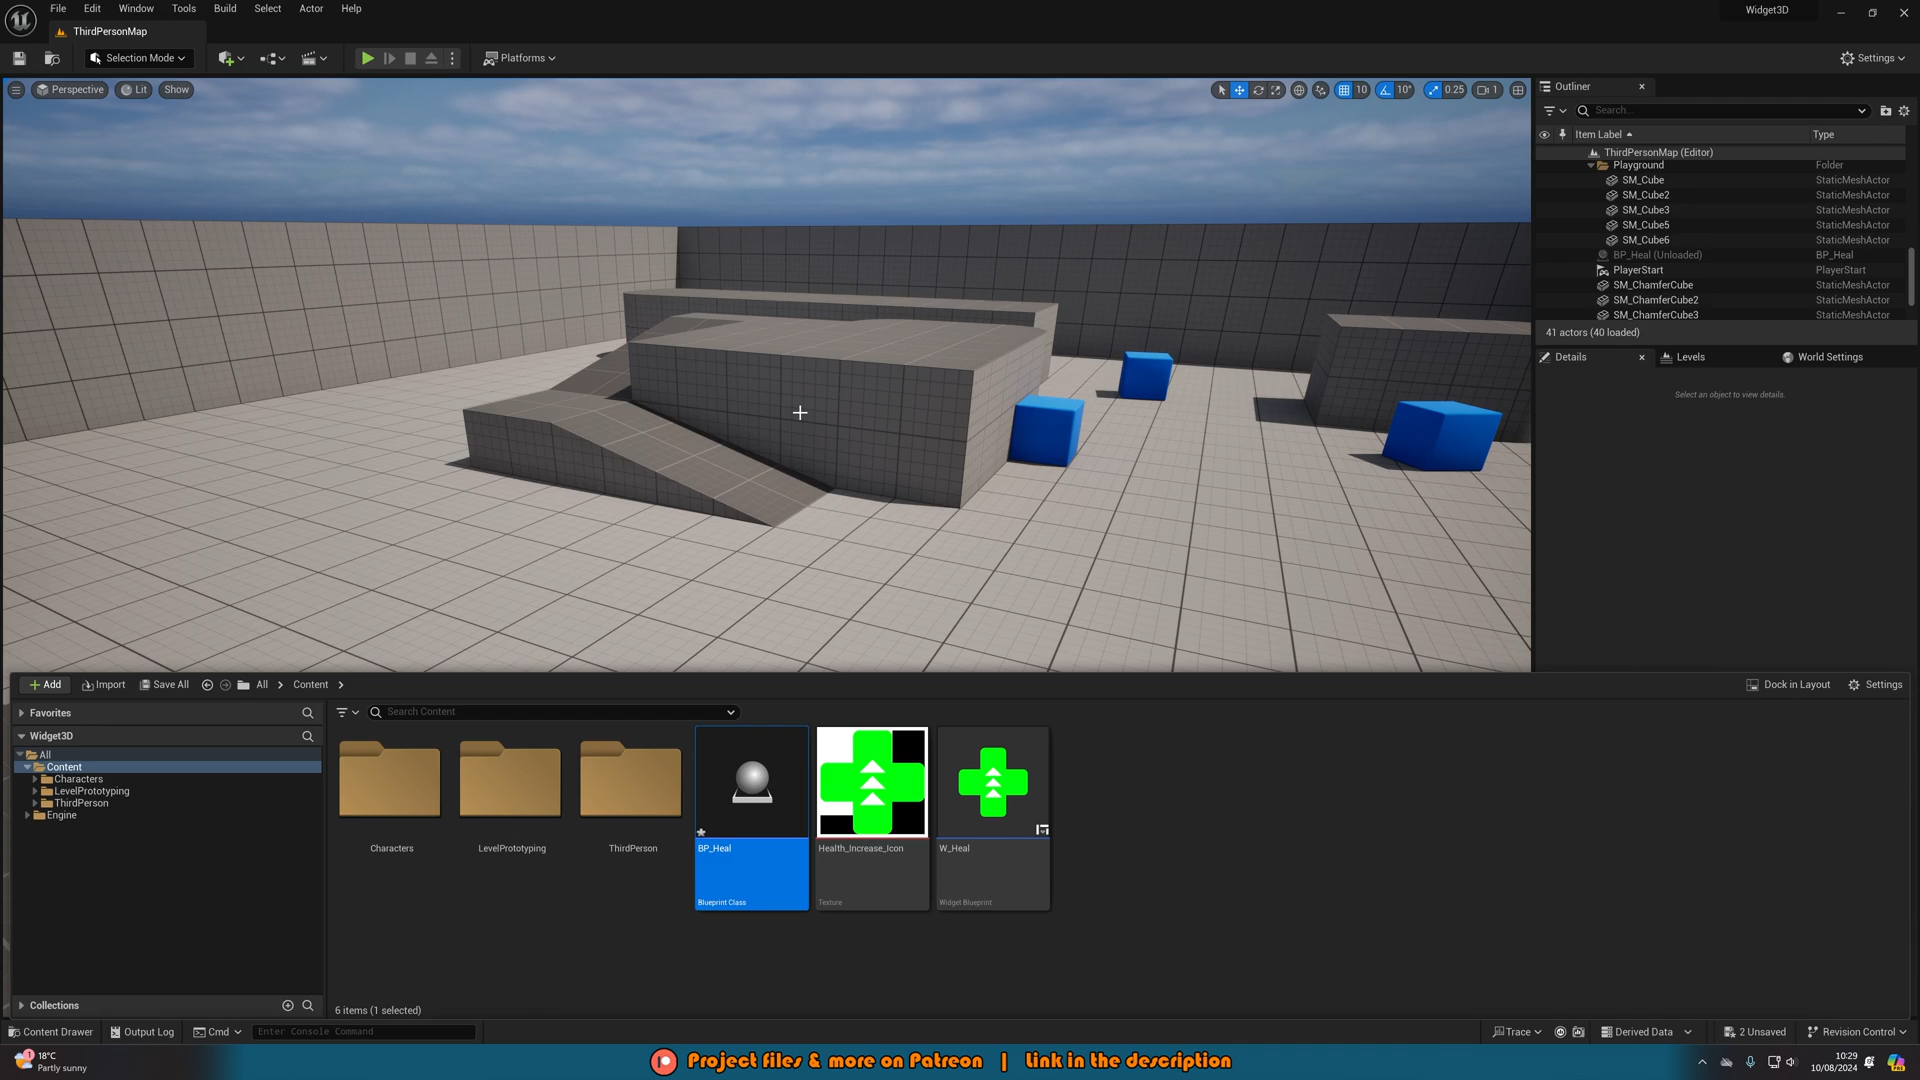 File Edit Window Tools Build Select Actor Help
Widget3D
ThirdPersonMap
Selection Mode
Platforms
Settings
Perspective Lit Show
10 10° 0.25 1
Outliner
Search...
Item Label Type
ThirdPersonMap (Editor)
Playground Folder
SM_Cube StaticMeshActor
SM_Cube2 StaticMeshActor
SM_Cube3 StaticMeshActor
SM_Cube5 StaticMeshActor
SM_Cube6 StaticMeshActor
BP_Heal (Unloaded) BP_Heal
PlayerStart PlayerStart
SM_ChamferCube StaticMeshActor
SM_ChamferCube2 StaticMeshActor
SM_ChamferCube3 StaticMeshActor
41 actors (40 loaded)
Details Levels World Settings
Select an object to view details.
Add Import Save All All Content
Dock in Layout Settings
Favorites
Search Content
Widget3D
All
Content
Characters
LevelPrototyping
ThirdPerson
Engine
Characters LevelPrototyping ThirdPerson BP_Heal Health_Increase_Icon W_Heal
Blueprint Class Texture Widget Blueprint
Collections
6 items (1 selected)
Content Drawer Output Log Cmd Enter Console Command
Trace Derived Data 2 Unsaved Revision Control
1
18°C
Partly sunny
Project files & more on Patreon | Link in the description
10:29
10/08/2024
PRE